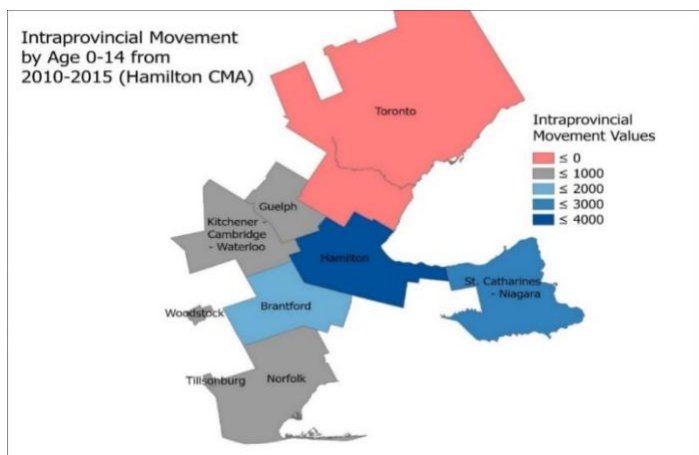 Intraprovincial Movement
by Age 0-14 from
2010-2015 (Hamilton CMA)
Toronto
Intraprovincial
Movement Values
≤ 0
≤ 1000
≤ 2000
≤ 3000
≤ 4000
Guelph
Kitchener -
Cambridge
- Waterloo
Hamilton
St. Catharines
- Niagara
Brantford
Woodstock
Tillsonburg
Norfolk